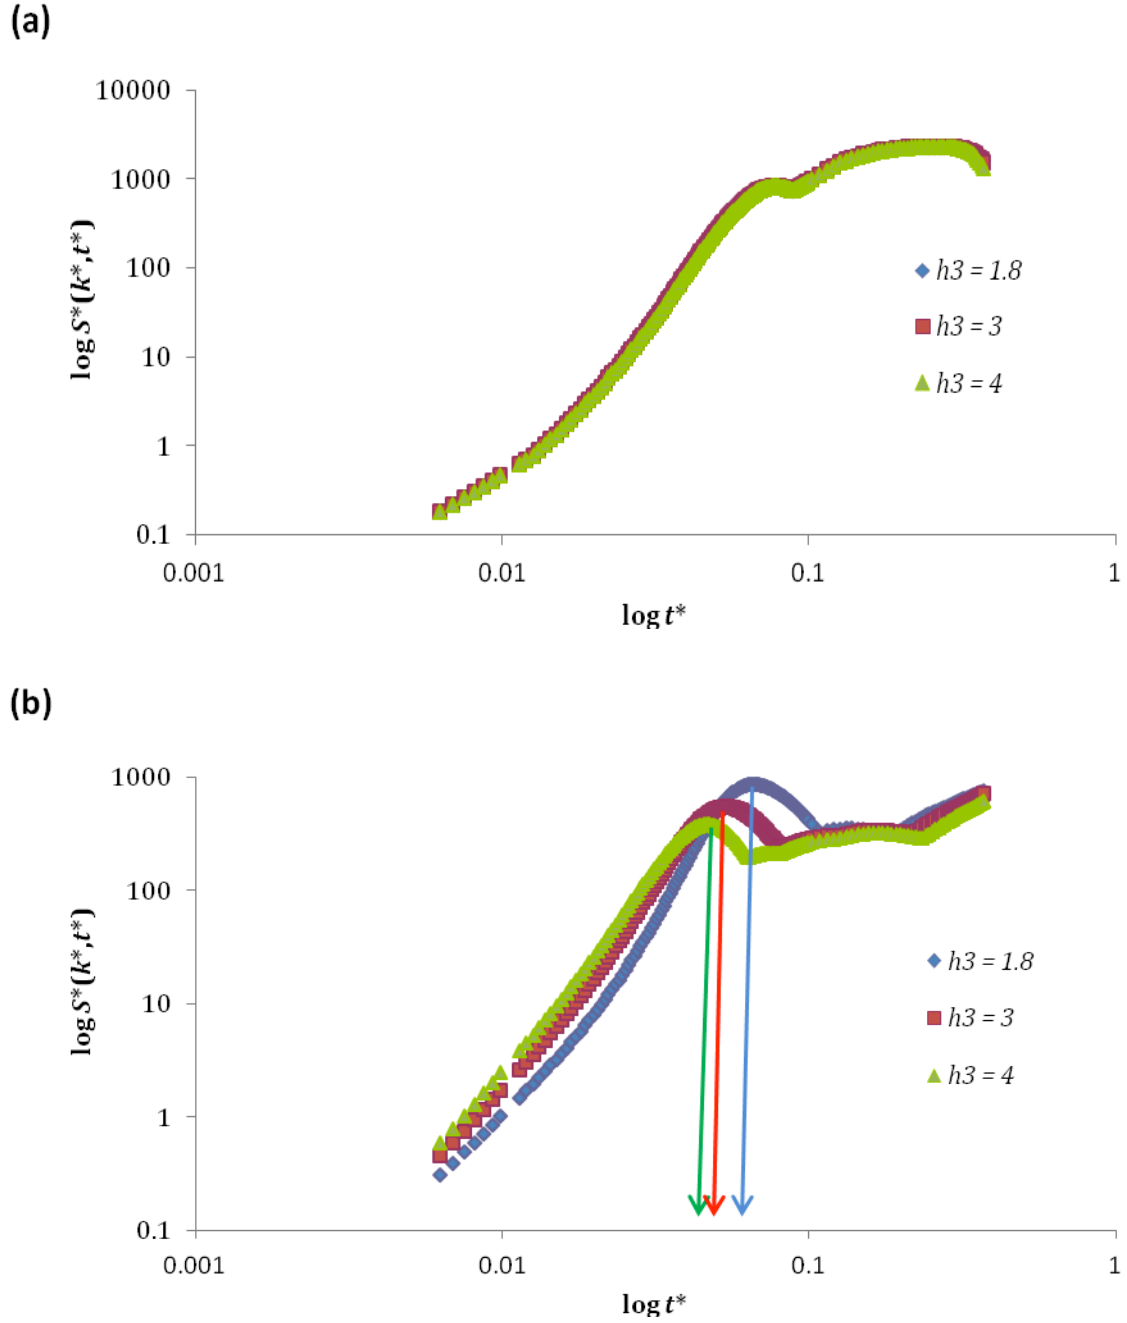 (a)
10000
1000
100
10
1
0.1
log S*(k*,t*)
h3 = 1.8
h3 = 3
h3 = 4
0.001 0.01 0.1 1
log t*
(b)
1000
100
10
1
0.1
log S*(k*,t*)
h3 = 1.8
h3 = 3
h3 = 4
0.001 0.01 0.1 1
log t*